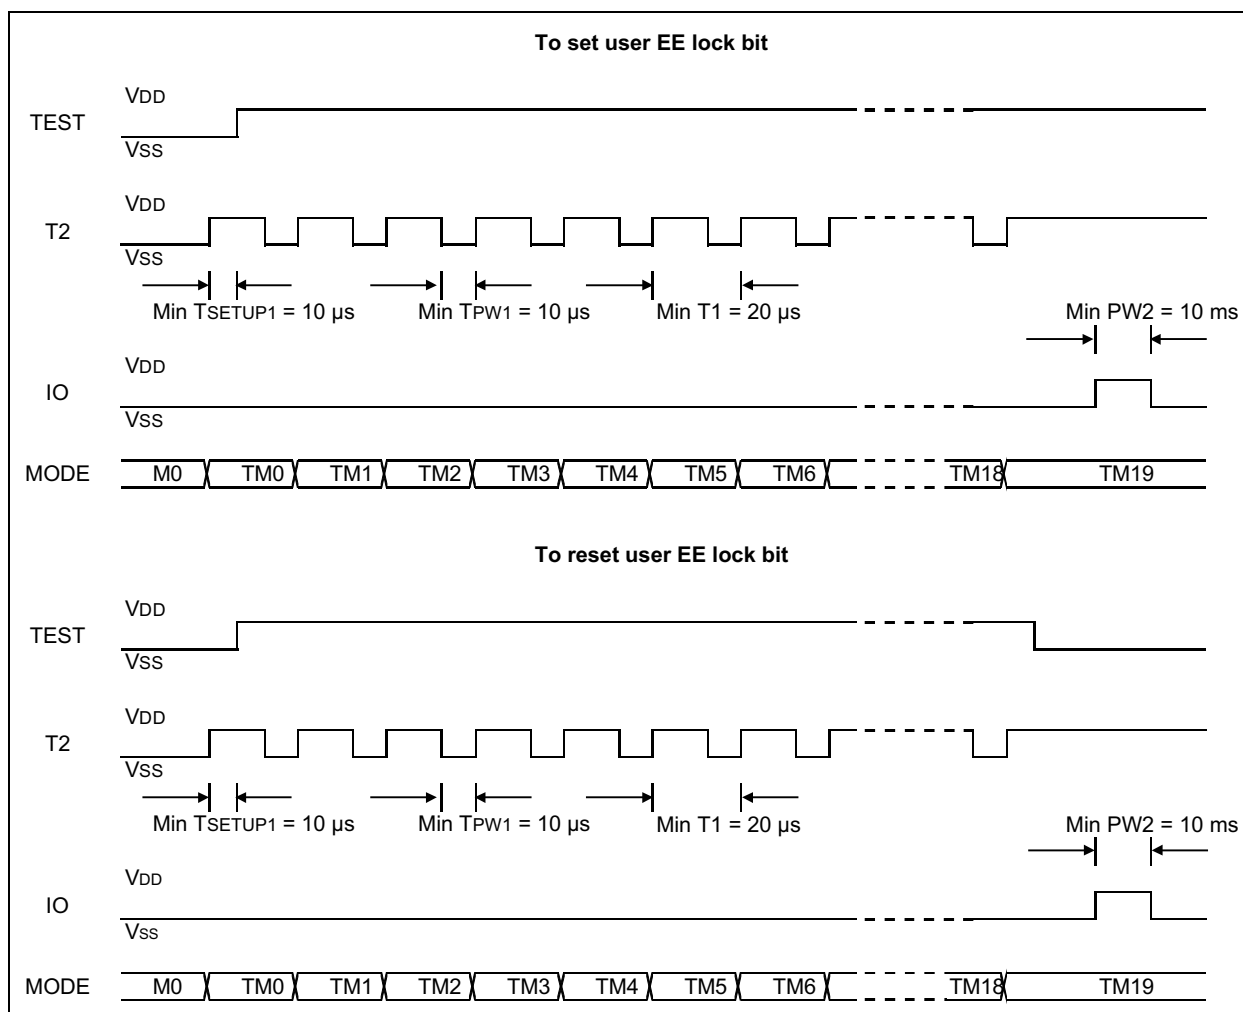 To set user EE lock bit
VDD
TEST
VSS
VDD
T2
VSS
Min TSETUP1 = 10 µs Min TPW1 = 10 µs Min T1 = 20 µs Min PW2 = 10 ms
VDD
IO
VSS
MODE M0 TM0 TM1 TM2 TM3 TM4 TM5 TM6 TM18 TM19
To reset user EE lock bit
VDD
TEST
VSS
VDD
T2
VSS
Min TSETUP1 = 10 µs Min TPW1 = 10 µs Min T1 = 20 µs Min PW2 = 10 ms
VDD
IO
VSS
MODE M0 TM0 TM1 TM2 TM3 TM4 TM5 TM6 TM18 TM19